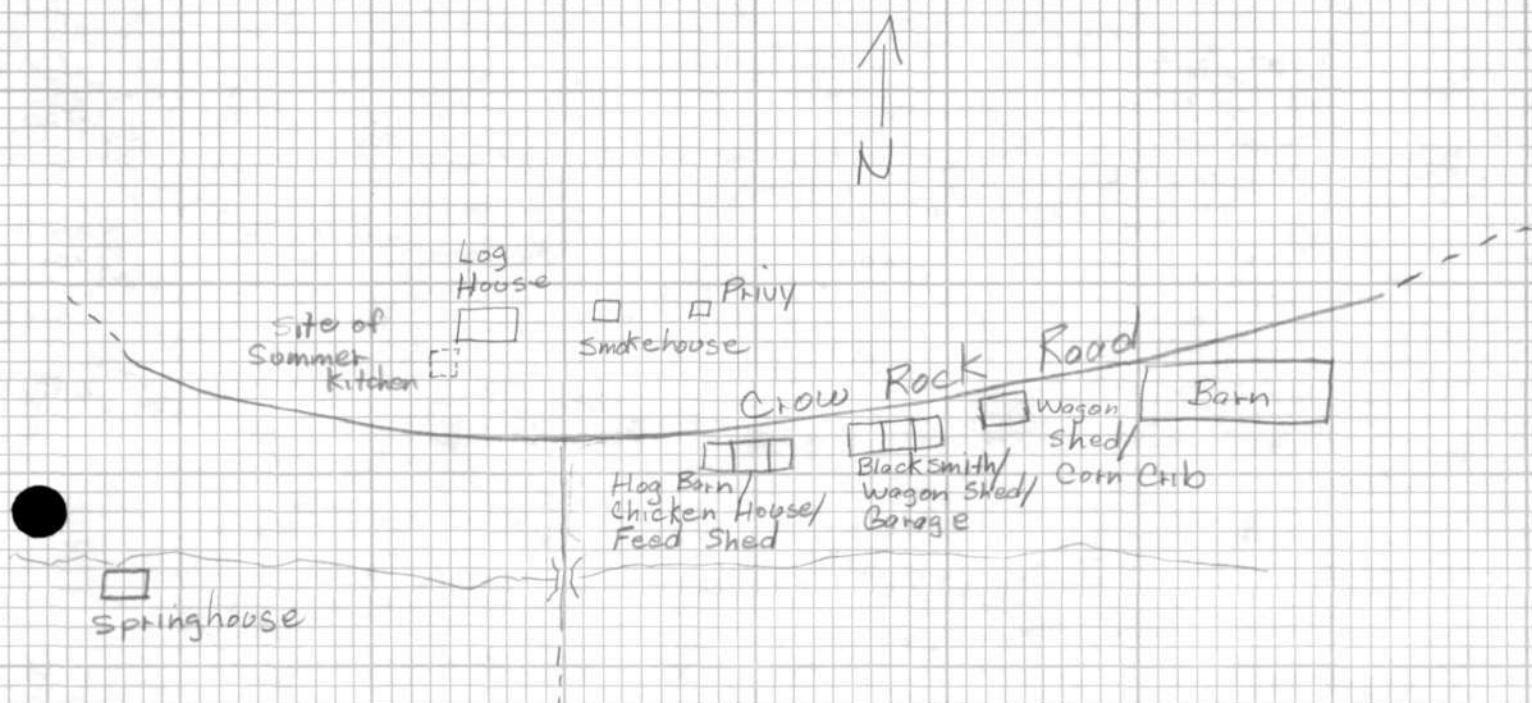 N
Log
House
Privy
Site of
Summer
Kitchen
Smokehouse
Crow Rock Road
Barn
Wagon
Shed/
Corn Crib
Blacksmith/
Wagon Shed/
Garage
Hog Barn/
Chicken House/
Feed Shed
Springhouse